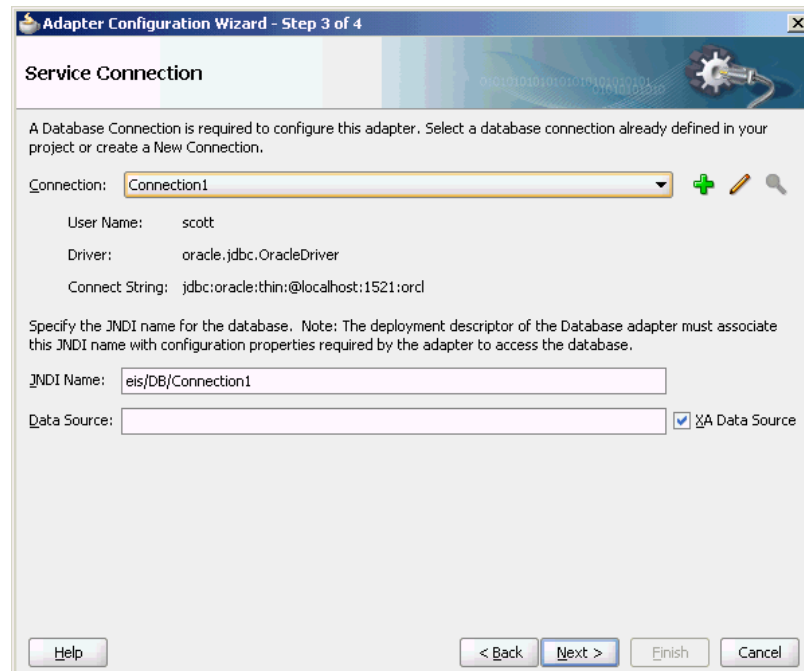 Adapter Configuration Wizard - Step 3 of 4
Service Connection
A Database Connection is required to configure this adapter. Select a database connection already defined in your
project or create a New Connection.
Connection: Connection1
User Name: scott
Driver: oracle.jdbc.OracleDriver
Connect String: jdbc:oracle:thin:@localhost:1521:orcl
Specify the JNDI name for the database. Note: The deployment descriptor of the Database adapter must associate
this JNDI name with configuration properties required by the adapter to access the database.
JNDI Name: eis/DB/Connection1
Data Source: XA Data Source
Help < Back Next > Finish Cancel